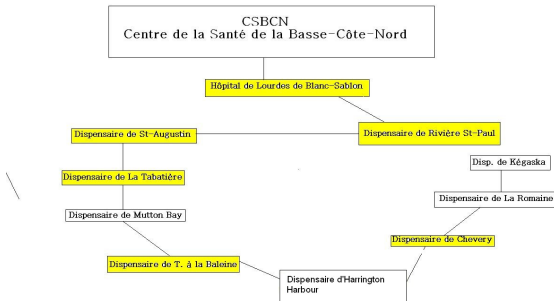 CSBCN
Centre de la Santé de la Basse-Côte-Nord
Hôpital de Lourdes de Blanc-Sablon
Dispensaire de St-Augustin
Dispensaire de Rivière St-Paul
Disp. de Kégaska
Dispensaire de La Tabatière
Dispensaire de La Romaine
Dispensaire de Mutton Bay
Dispensaire de Chevery
Dispensaire de T. à la Baleine
Dispensaire d'Harrington
Harbour